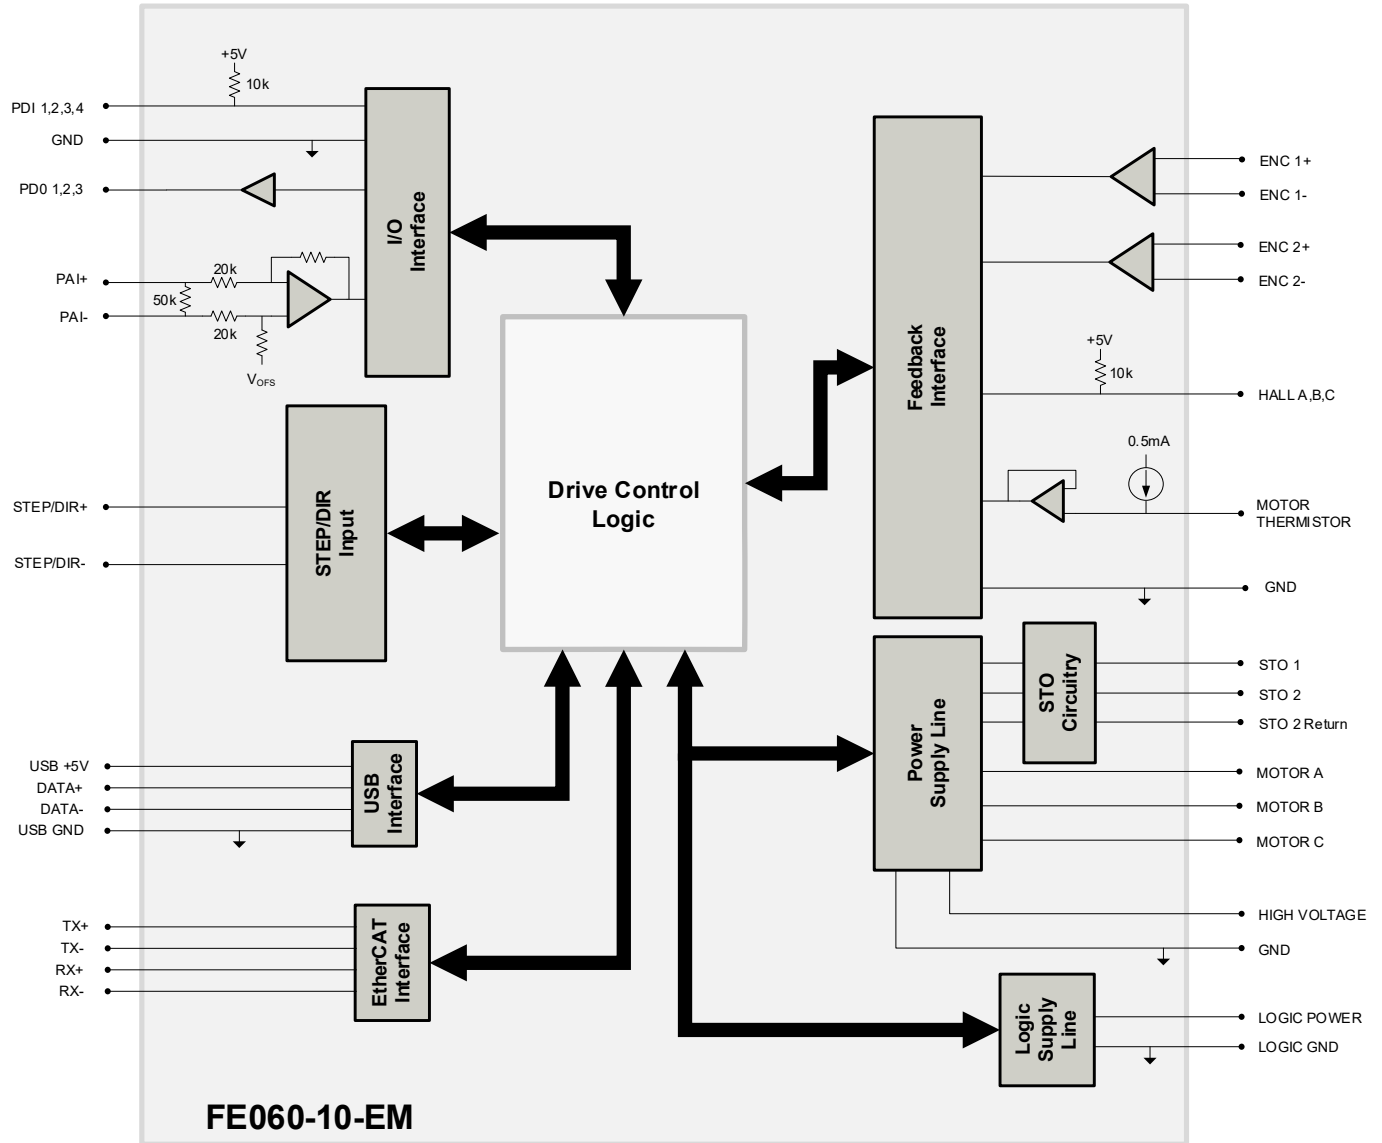 +5V
10k
PDI 1,2,3,4
GND
PD0 1,2,3
PAI+
20k
50k
PAI-
20k
VOFS
I/O
Interface
STEP/DIR+
STEP/DIR-
STEP/DIR
Input
Drive Control
Logic
USB +5V
DATA+
DATA-
USB GND
USB
Interface
TX+
TX-
RX+
RX-
EtherCAT
Interface
Feedback
Interface
ENC 1+
ENC 1-
ENC 2+
ENC 2-
+5V
10k
HALL A,B,C
0.5mA
MOTOR
THERMISTOR
GND
Power
Supply Line
STO
Circuitry
STO 1
STO 2
STO 2 Return
MOTOR A
MOTOR B
MOTOR C
HIGH VOLTAGE
GND
Logic
Supply
Line
LOGIC POWER
LOGIC GND
FE060-10-EM